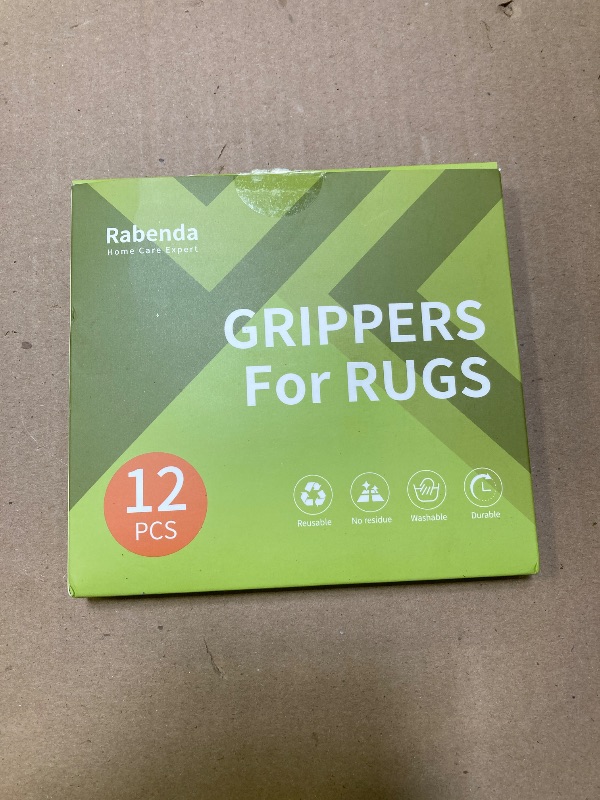 Rabenda
Home Care Expert
GRIPPERS
For RUGS
12
PCS
Reusable
No residue
Washable
Durable